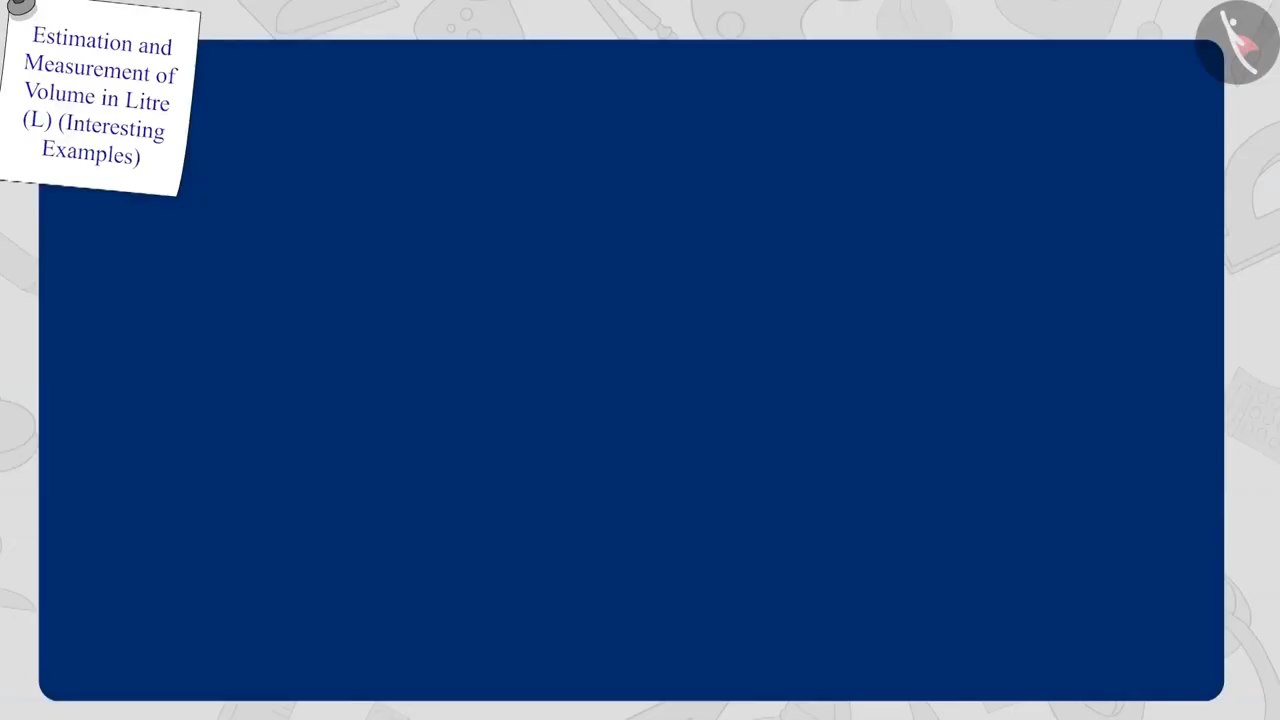 Estimation and
Measurement of
Volume in Litre
(L) (Interesting
Examples)